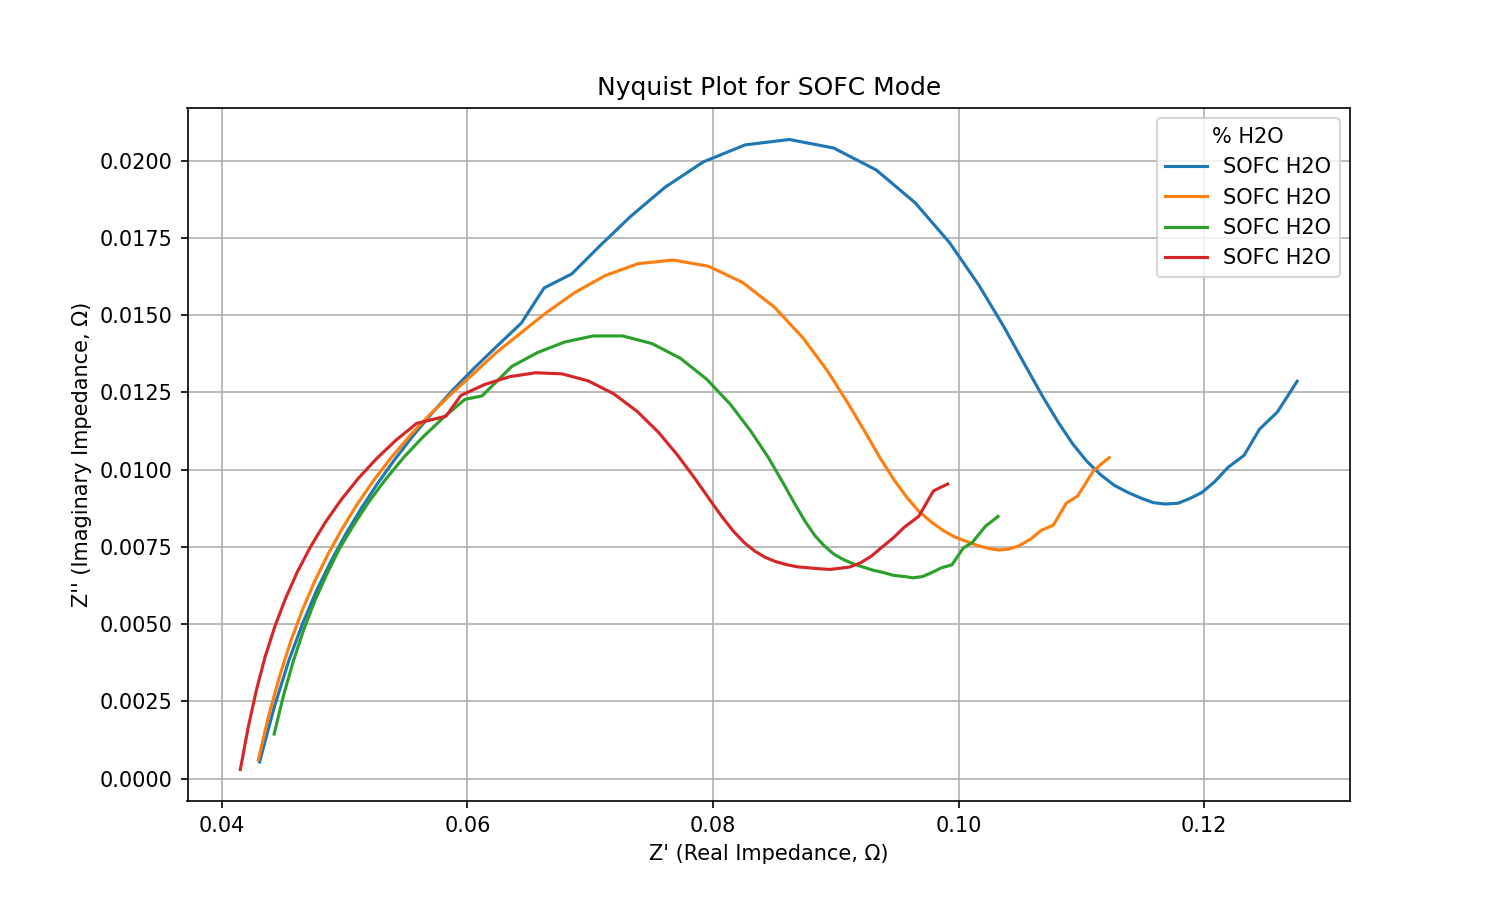 Nyquist Plot for SOFC Mode
% H2O
SOFC H2O
SOFC H2O
SOFC H2O
SOFC H2O
Z'' (Imaginary Impedance, Ω)
0.0200
0.0175
0.0150
0.0125
0.0100
0.0075
0.0050
0.0025
0.0000
0.04 0.06 0.08 0.10 0.12
Z' (Real Impedance, Ω)